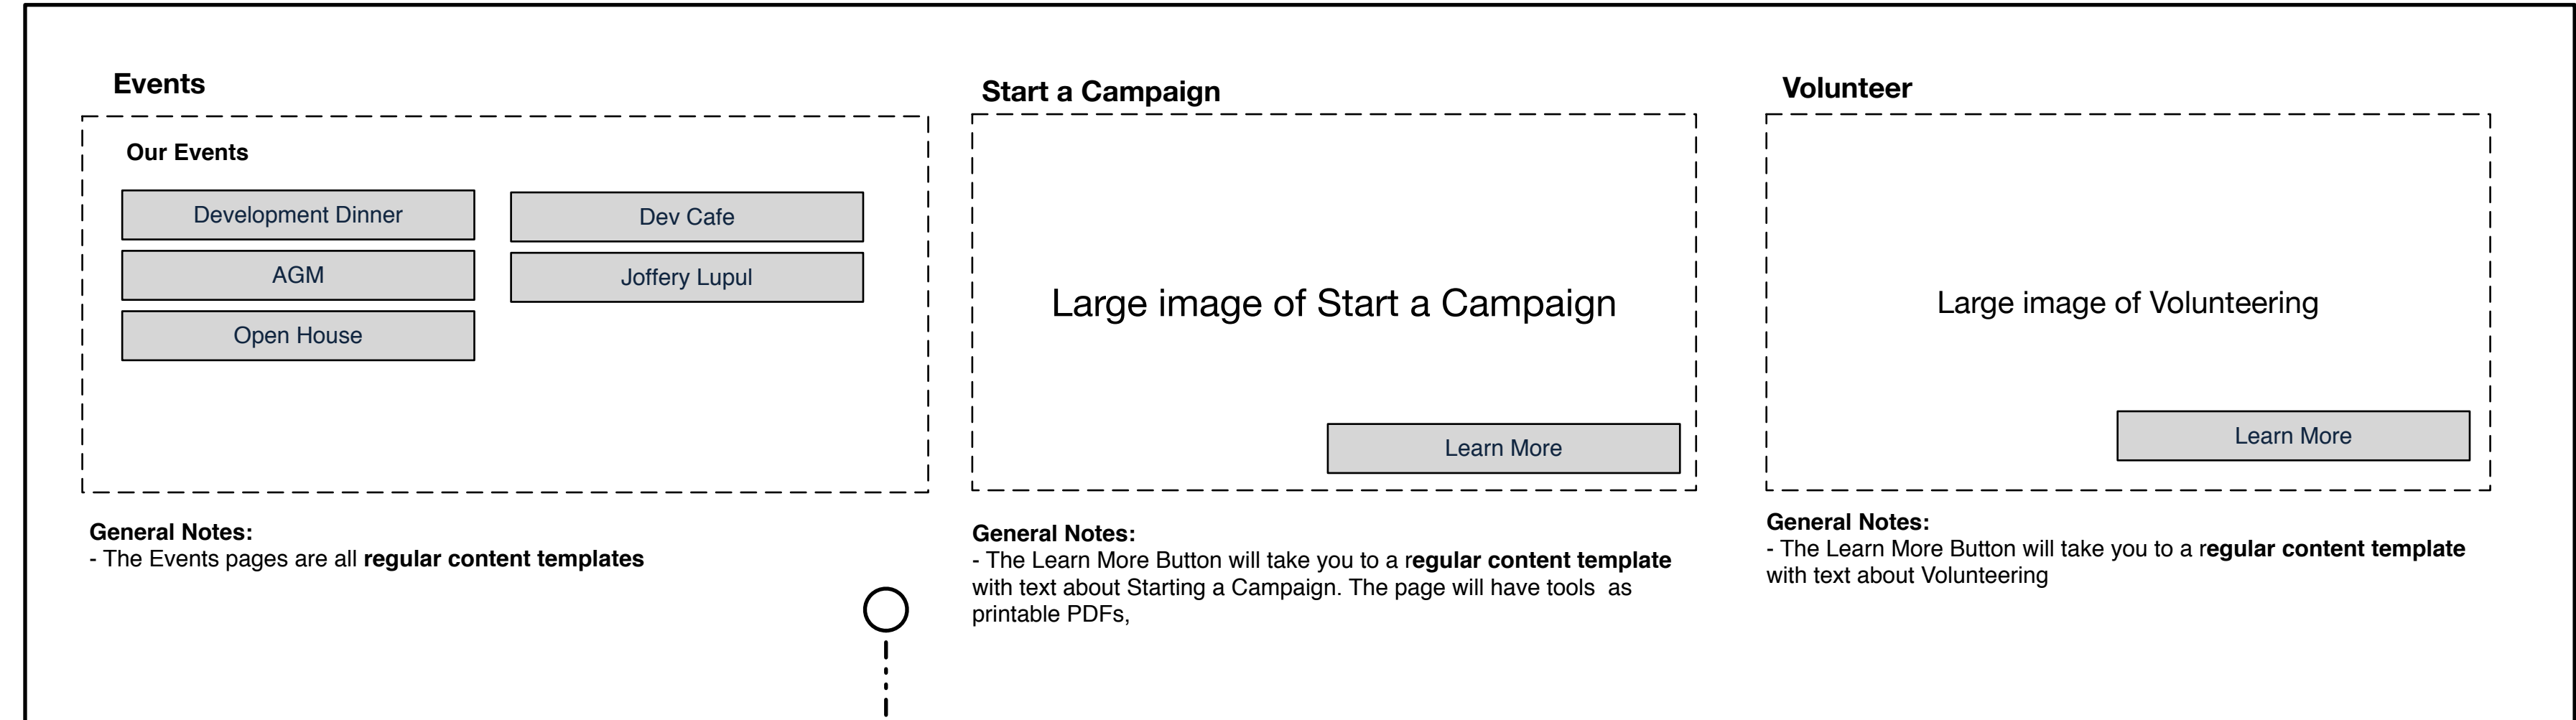 Events
Our Events
Development Dinner
Dev Cafe
AGM
Joffery Lupul
Open House
General Notes:
- The Events pages are all regular content templates
Start a Campaign
Large image of Start a Campaign
Learn More
General Notes:
- The Learn More Button will take you to a regular content template
with text about Starting a Campaign. The page will have tools  as
printable PDFs,
Volunteer
Large image of Volunteering
Learn More
General Notes:
- The Learn More Button will take you to a regular content template
with text about Volunteering